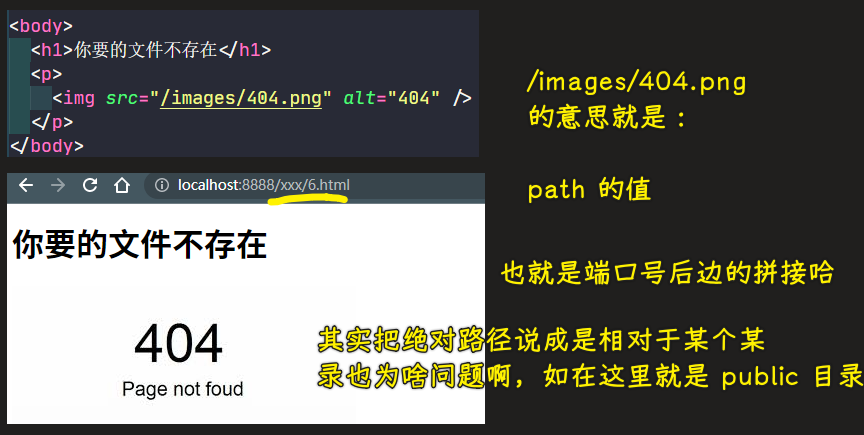 <body>
<h1>你要的文件不存在</h1>
<p>
<img src="/images/404.png" alt="404" />
</p>
</body>
/images/404.png
的意思就是：
path 的值
也就是端口号后边的拼接哈
localhost:8888/xxx/6.html
你要的文件不存在
404
Page not foud
其实把绝对路径说成是相对于某个某
录也为啥问题啊，如在这里就是 public 目录